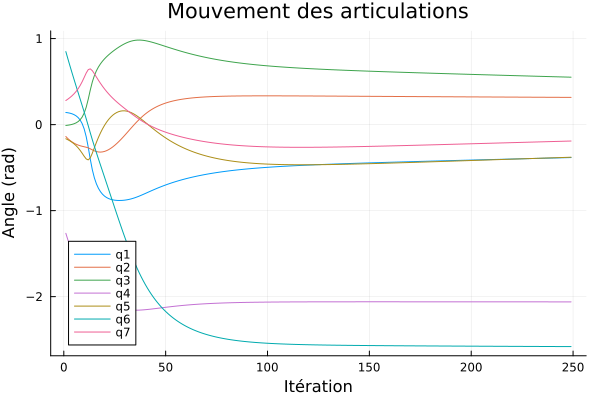 Mouvement des articulations
Angle (rad)
1
0
−1
−2
q1
q2
q3
q4
q5
q6
q7
0 50 100 150 200 250
Itération